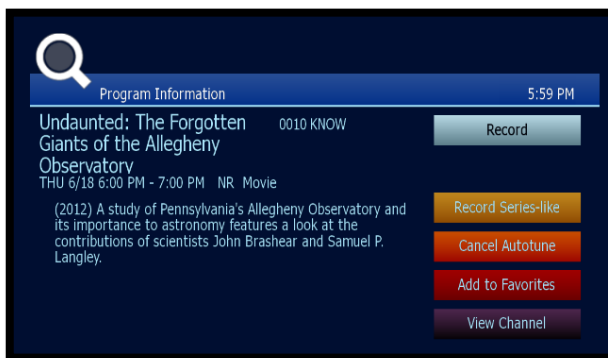 Program Information 5:59 PM
Undaunted: The Forgotten 0010 KNOW
Giants of the Allegheny
Observatory
THU 6/18 6:00 PM - 7:00 PM NR Movie
(2012) A study of Pennsylvania's Allegheny Observatory and
its importance to astronomy features a look at the
contributions of scientists John Brashear and Samuel P.
Langley.
Record
Record Series-like
Cancel Autotune
Add to Favorites
View Channel